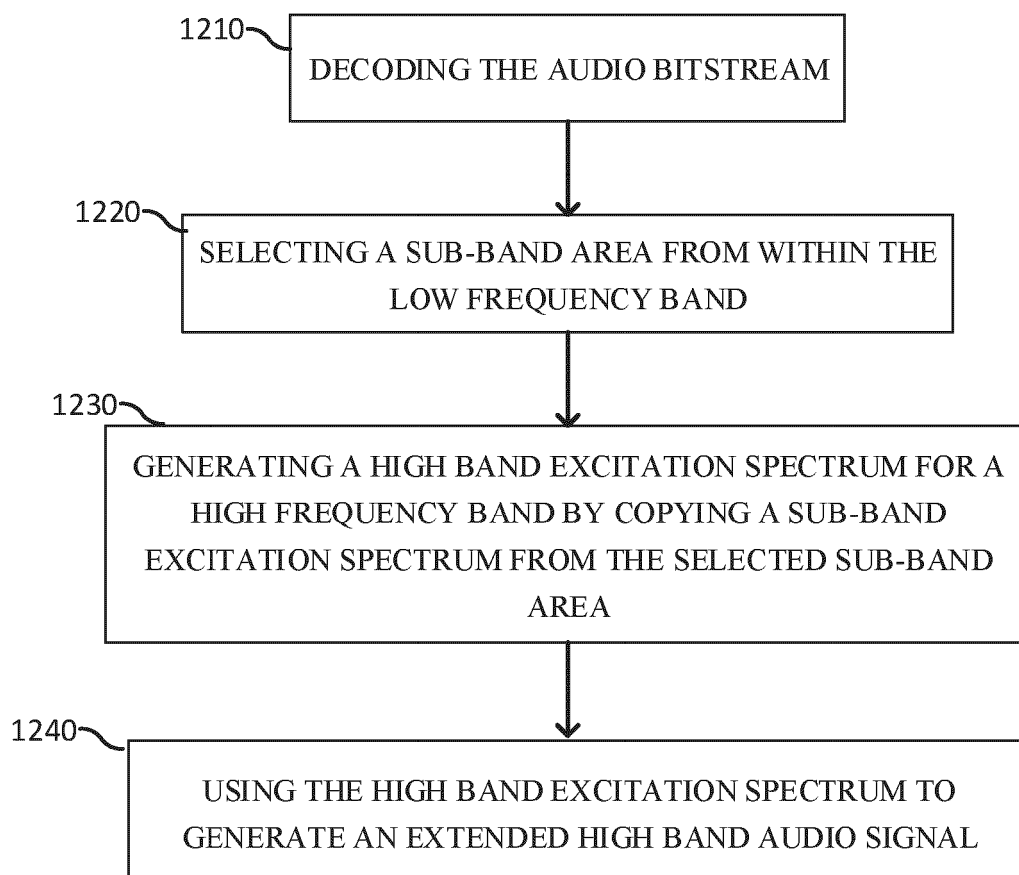 1210
DECODING THE AUDIO BITSTREAM
1220
SELECTING A SUB-BAND AREA FROM WITHIN THE
LOW FREQUENCY BAND
1230
GENERATING A HIGH BAND EXCITATION SPECTRUM FOR A
HIGH FREQUENCY BAND BY COPYING A SUB-BAND
EXCITATION SPECTRUM FROM THE SELECTED SUB-BAND
AREA
1240
USING THE HIGH BAND EXCITATION SPECTRUM TO
GENERATE AN EXTENDED HIGH BAND AUDIO SIGNAL